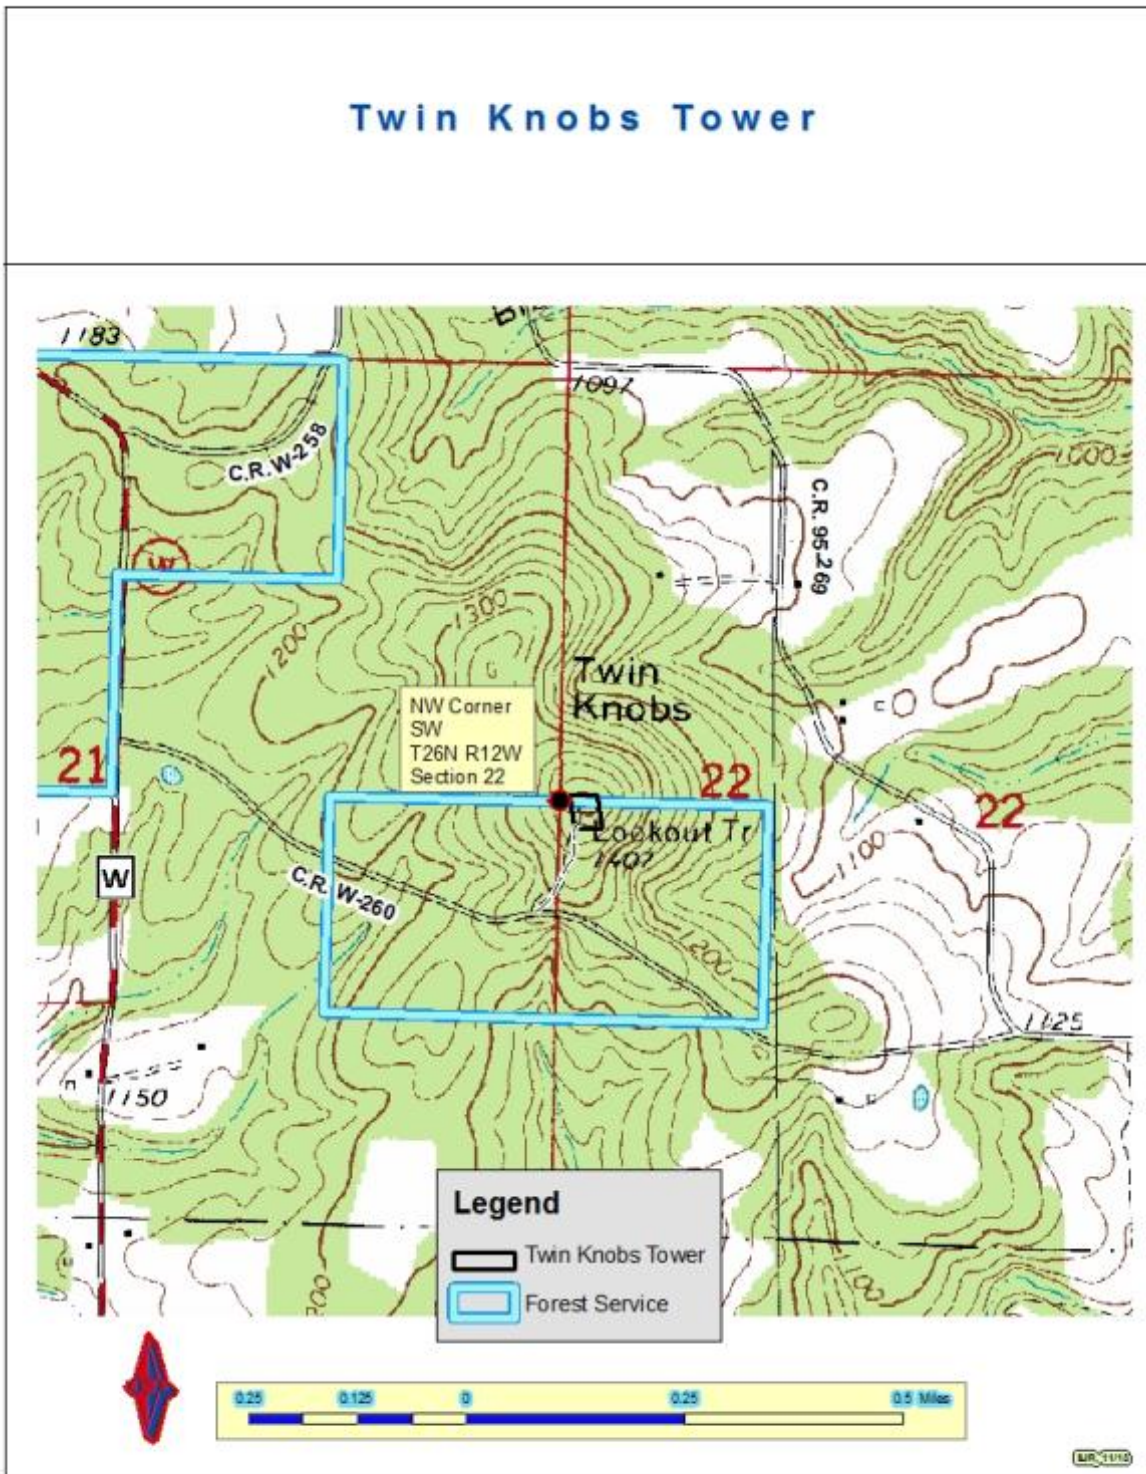 Twin Knobs Tower
1183
1097
1000
C.R. W-258
C.R. 95-269
W
1300
1200
Twin
Knobs
NW Corner
SW
T26N R12W
Section 22
21
22
22
Lookout Tr
1407
1100
W
C.R. W-260
1200
1125
1150
Legend
Twin Knobs Tower
Forest Service
0.25 0.125 0 0.25 0.5 Miles